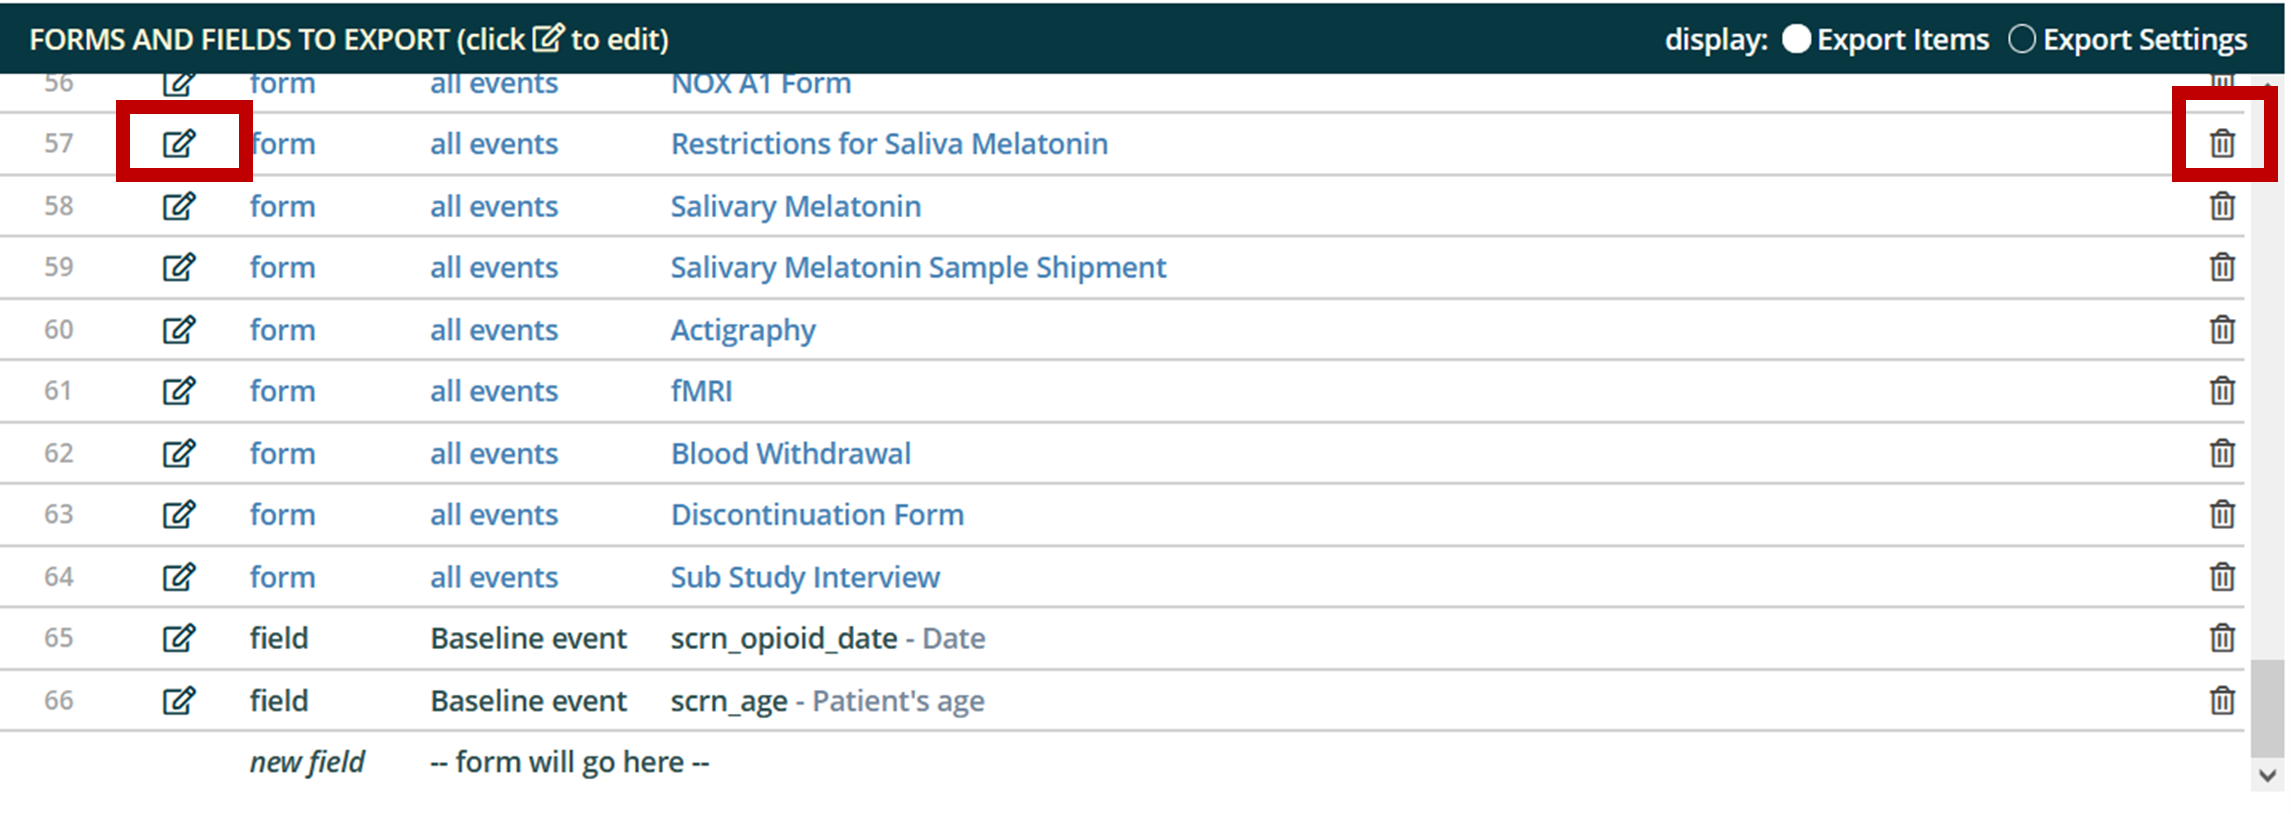 FORMS AND FIELDS TO EXPORT (click to edit) display: Export Items Export Settings
56 form all events NOX A1 Form
57 form all events Restrictions for Saliva Melatonin
58 form all events Salivary Melatonin
59 form all events Salivary Melatonin Sample Shipment
60 form all events Actigraphy
61 form all events fMRI
62 form all events Blood Withdrawal
63 form all events Discontinuation Form
64 form all events Sub Study Interview
65 field Baseline event scrn_opioid_date - Date
66 field Baseline event scrn_age - Patient's age
new field -- form will go here --